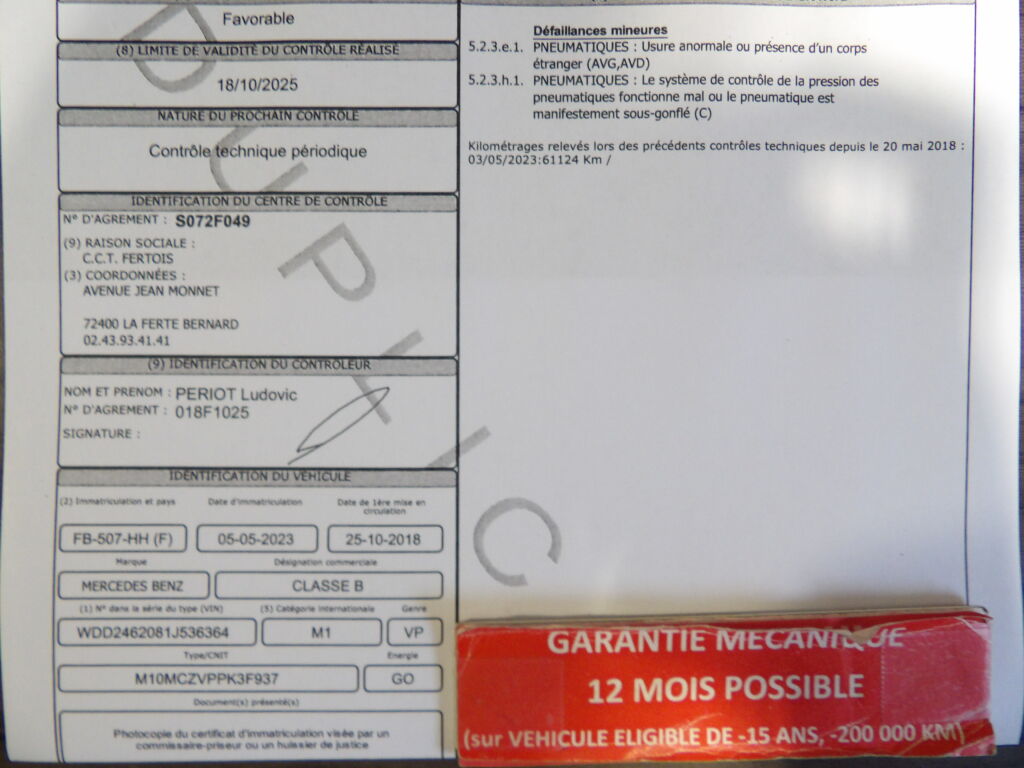 Favorable
(8) LIMITE DE VALIDITÉ DU CONTRÔLE RÉALISÉ
18/10/2025
NATURE DU PROCHAIN CONTRÔLE
Contrôle technique périodique
IDENTIFICATION DU CENTRE DE CONTRÔLE
N° D'AGREMENT : S072F049
(9) RAISON SOCIALE :
C.C.T. FERTOIS
(3) COORDONNÉES :
AVENUE JEAN MONNET
72400 LA FERTE BERNARD
02.43.93.41.41
(9) IDENTIFICATION DU CONTRÔLEUR
NOM ET PRENOM : PERIOT Ludovic
N° D'AGREMENT : 018F1025
SIGNATURE :
IDENTIFICATION DU VÉHICULE
(2) Immatriculation et pays Date d'immatriculation Date de 1ère mise en
circulation
FB-507-HH (F) 05-05-2023 25-10-2018
Marque Désignation commerciale
MERCEDES BENZ CLASSE B
(1) N° dans la série du type (VIN) (5) Catégorie internationale Genre
WDD2462081J536364 M1 VP
Type/CNIT Energie
M10MCZVPPK3F937 GO
Document(s) présenté(s)
Photocopie du certificat d'immatriculation visée par un
commissaire-priseur ou un huissier de justice
Défaillances mineures
5.2.3.e.1. PNEUMATIQUES : Usure anormale ou présence d'un corps
étranger (AVG,AVD)
5.2.3.h.1. PNEUMATIQUES : Le système de contrôle de la pression des
pneumatiques fonctionne mal ou le pneumatique est
manifestement sous-gonflé (C)
Kilométrages relevés lors des précédents contrôles techniques depuis le 20 mai 2018 :
03/05/2023:61124 Km /
DUPLIC
GARANTIE MECANIQUE
12 MOIS POSSIBLE
(sur VEHICULE ELIGIBLE DE -15 ANS, -200 000 KM)